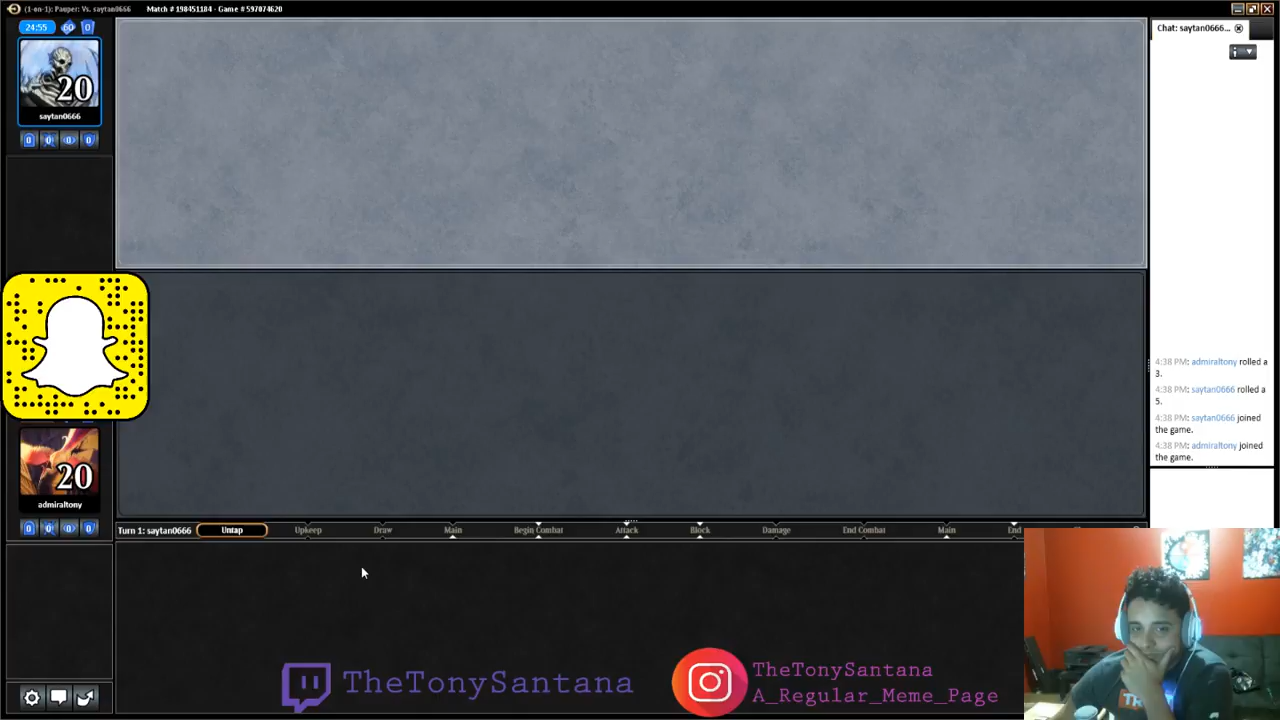 (1-on-1): Pauper: Vs. saytan0666 Match # 198451184 - Game # 597074620
24:55 60 0
20
saytan0666
0 0 0 0
Chat: saytan0666...
4:38 PM: admiraltony rolled a
3.
4:38 PM: saytan0666 rolled a
5.
4:38 PM: saytan0666 joined
the game.
4:38 PM: admiraltony joined
the game.
20
admiraltony
0 0 0 0
Turn 1: saytan0666 Untap Upkeep Draw Main Begin Combat Attack Block Damage End Combat Main End
TheTonySantana
TheTonySantana
A_Regular_Meme_Page